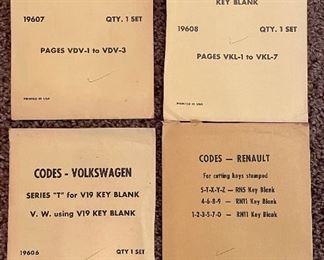 19607 QTY. 1 SET
PAGES VDV-1 to VDV-3
PRINTED IN USA
KEY BLANK
19608 QTY. 1 SET
PAGES VKL-1 to VKL-7
PRINTED IN USA
CODES - VOLKSWAGEN
SERIES "T" for V19 KEY BLANK
V. W. using V19 KEY BLANK
19606 QTY 1 SET
CODES — RENAULT
For cutting keys stamped
S-T-X-Y-Z — RN5 Key Blank
4-6-8-9 — RN11 Key Blank
1-2-3-5-7-0 — RN11 Key Blank